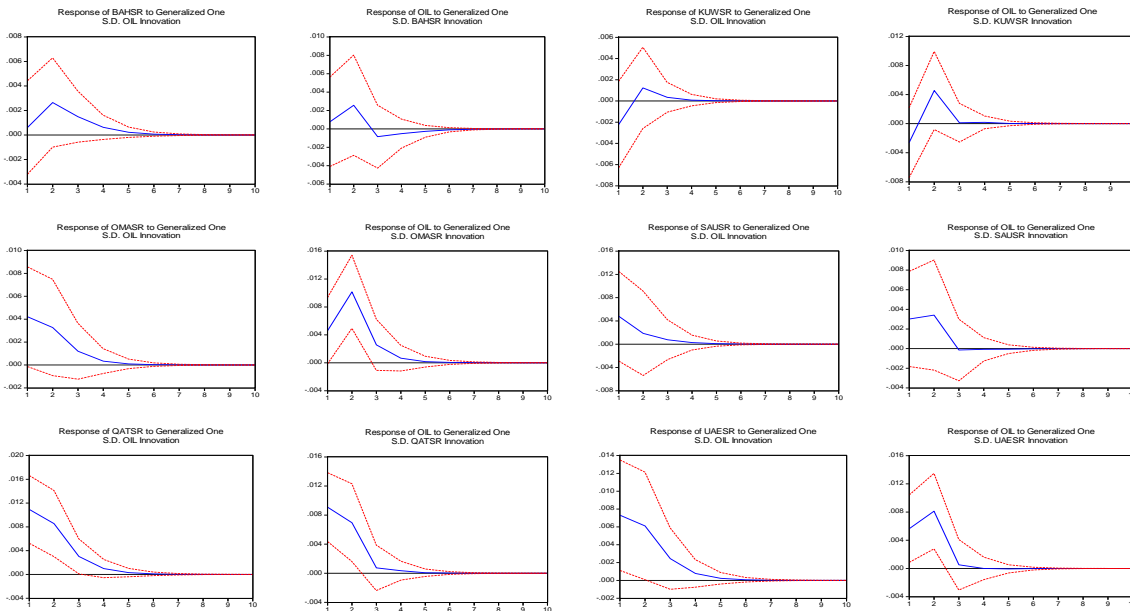 Response of BAHSR to Generalized One
S.D. OIL Innovation
.008
.006
.004
.002
.000
-.002
-.004
1 2 3 4 5 6 7 8 9 10
Response of OIL to Generalized One
S.D. BAHSR Innovation
.010
.008
.006
.004
.002
.000
-.002
-.004
-.006
1 2 3 4 5 6 7 8 9 10
Response of KUWSR to Generalized One
S.D. OIL Innovation
.006
.004
.002
.000
-.002
-.004
-.006
-.008
1 2 3 4 5 6 7 8 9 10
Response of OIL to Generalized One
S.D. KUWSR Innovation
.012
.008
.004
.000
-.004
-.008
1 2 3 4 5 6 7 8 9
Response of OMASR to Generalized One
S.D. OIL Innovation
.010
.008
.006
.004
.002
.000
-.002
1 2 3 4 5 6 7 8 9 10
Response of OIL to Generalized One
S.D. OMASR Innovation
.016
.012
.008
.004
.000
-.004
1 2 3 4 5 6 7 8 9 10
Response of SAUSR to Generalized One
S.D. OIL Innovation
.016
.012
.008
.004
.000
-.004
-.008
1 2 3 4 5 6 7 8 9 10
Response of OIL to Generalized One
S.D. SAUSR Innovation
.010
.008
.006
.004
.002
.000
-.002
-.004
1 2 3 4 5 6 7 8 9
Response of QATSR to Generalized One
S.D. OIL Innovation
.020
.016
.012
.008
.004
.000
-.004
1 2 3 4 5 6 7 8 9 10
Response of OIL to Generalized One
S.D. QATSR Innovation
.016
.012
.008
.004
.000
-.004
1 2 3 4 5 6 7 8 9 10
Response of UAESR to Generalized One
S.D. OIL Innovation
.014
.012
.010
.008
.006
.004
.002
.000
-.002
1 2 3 4 5 6 7 8 9 10
Response of OIL to Generalized One
S.D. UAESR Innovation
.016
.012
.008
.004
.000
-.004
1 2 3 4 5 6 7 8 9